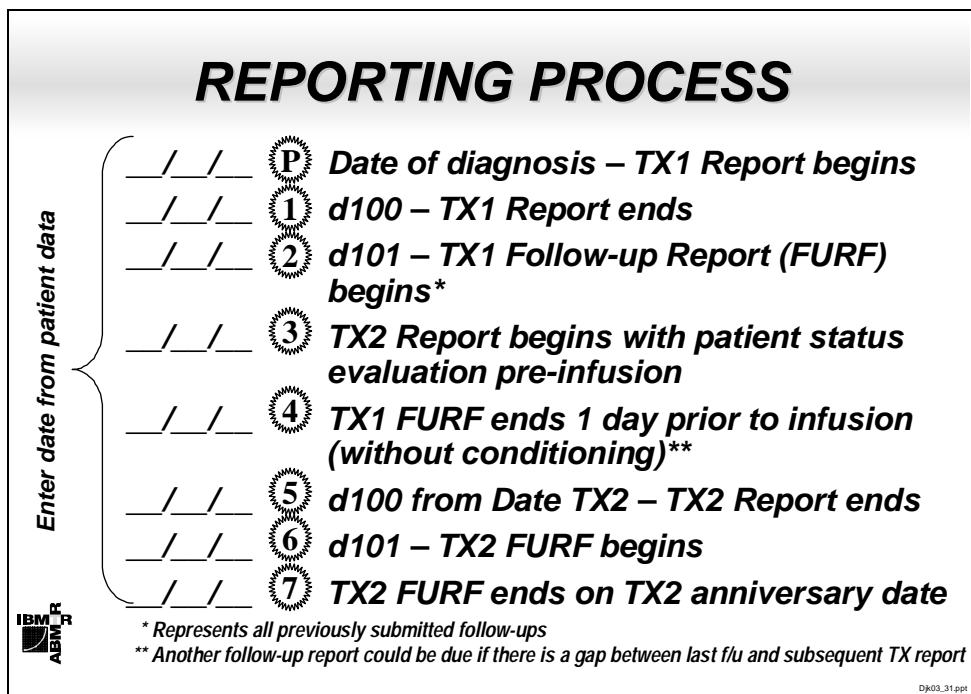 REPORTING PROCESS
Enter date from patient data
__/__/__ P Date of diagnosis – TX1 Report begins
__/__/__ 1 d100 – TX1 Report ends
__/__/__ 2 d101 – TX1 Follow-up Report (FURF)
begins*
__/__/__ 3 TX2 Report begins with patient status
evaluation pre-infusion
__/__/__ 4 TX1 FURF ends 1 day prior to infusion
(without conditioning)**
__/__/__ 5 d100 from Date TX2 – TX2 Report ends
__/__/__ 6 d101 – TX2 FURF begins
__/__/__ 7 TX2 FURF ends on TX2 anniversary date
IBMTR
ABMTR
* Represents all previously submitted follow-ups
** Another follow-up report could be due if there is a gap between last f/u and subsequent TX report
Djk03_31.ppt